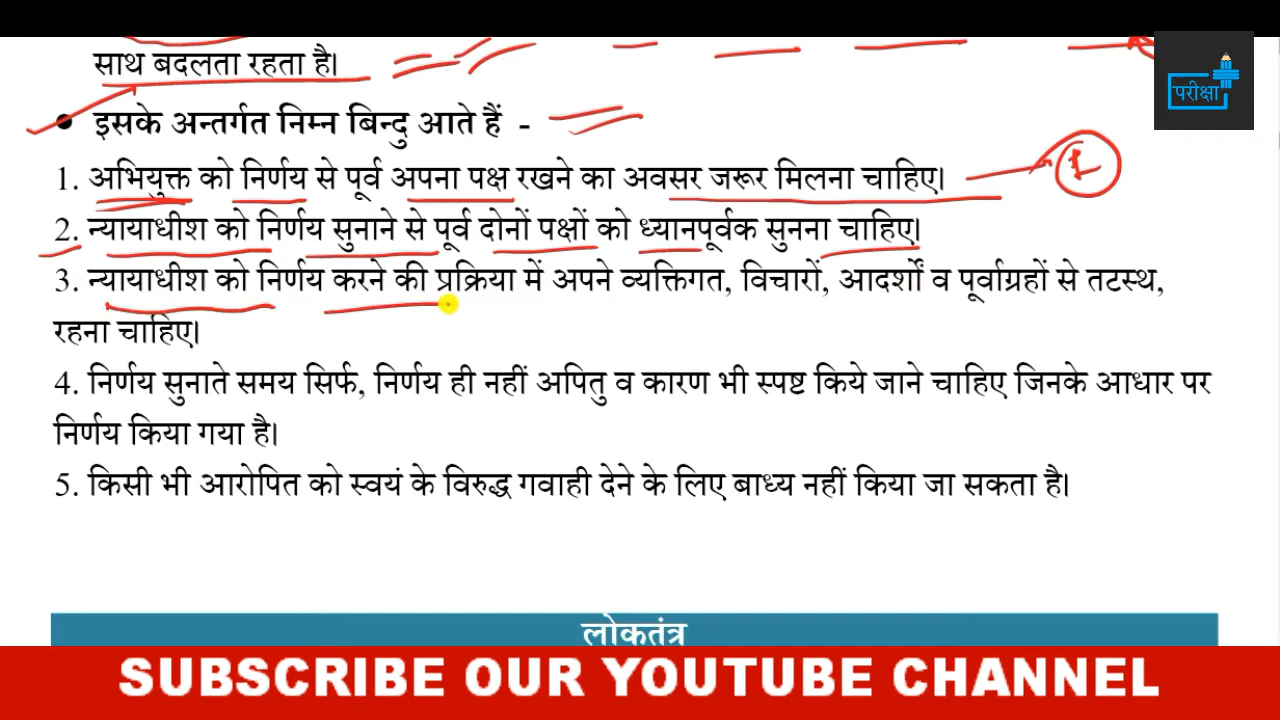 साथ बदलता रहता है।
परीक्षा
• इसके अन्तर्गत निम्न बिन्दु आते हैं -
1. अभियुक्त को निर्णय से पूर्व अपना पक्ष रखने का अवसर जरूर मिलना चाहिए।
1
2. न्यायाधीश को निर्णय सुनाने से पूर्व दोनों पक्षों को ध्यानपूर्वक सुनना चाहिए।
3. न्यायाधीश को निर्णय करने की प्रक्रिया में अपने व्यक्तिगत, विचारों, आदर्शों व पूर्वाग्रहों से तटस्थ,
रहना चाहिए।
4. निर्णय सुनाते समय सिर्फ, निर्णय ही नहीं अपितु व कारण भी स्पष्ट किये जाने चाहिए जिनके आधार पर
निर्णय किया गया है।
5. किसी भी आरोपित को स्वयं के विरुद्ध गवाही देने के लिए बाध्य नहीं किया जा सकता है।
लोकतंत्र
SUBSCRIBE OUR YOUTUBE CHANNEL